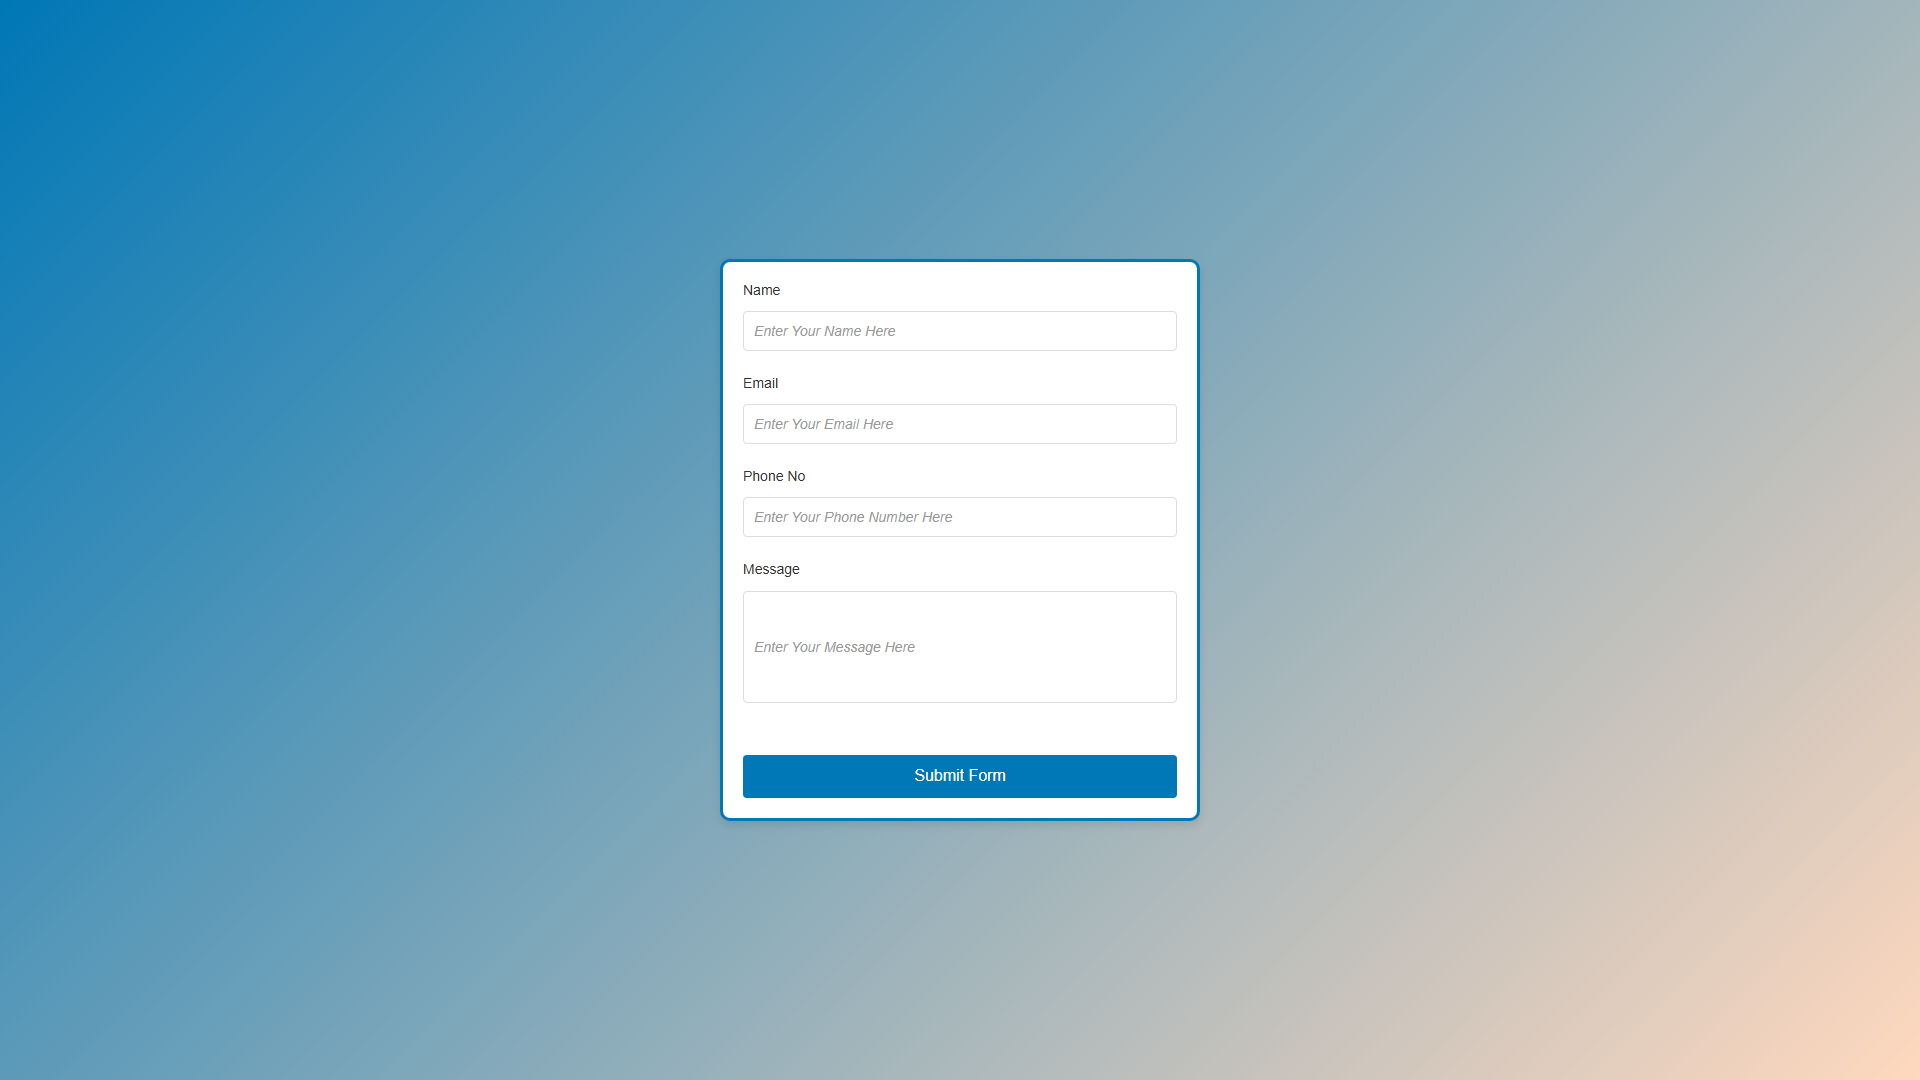 Name
Enter Your Name Here
Email
Enter Your Email Here
Phone No
Enter Your Phone Number Here
Message
Enter Your Message Here
Submit Form